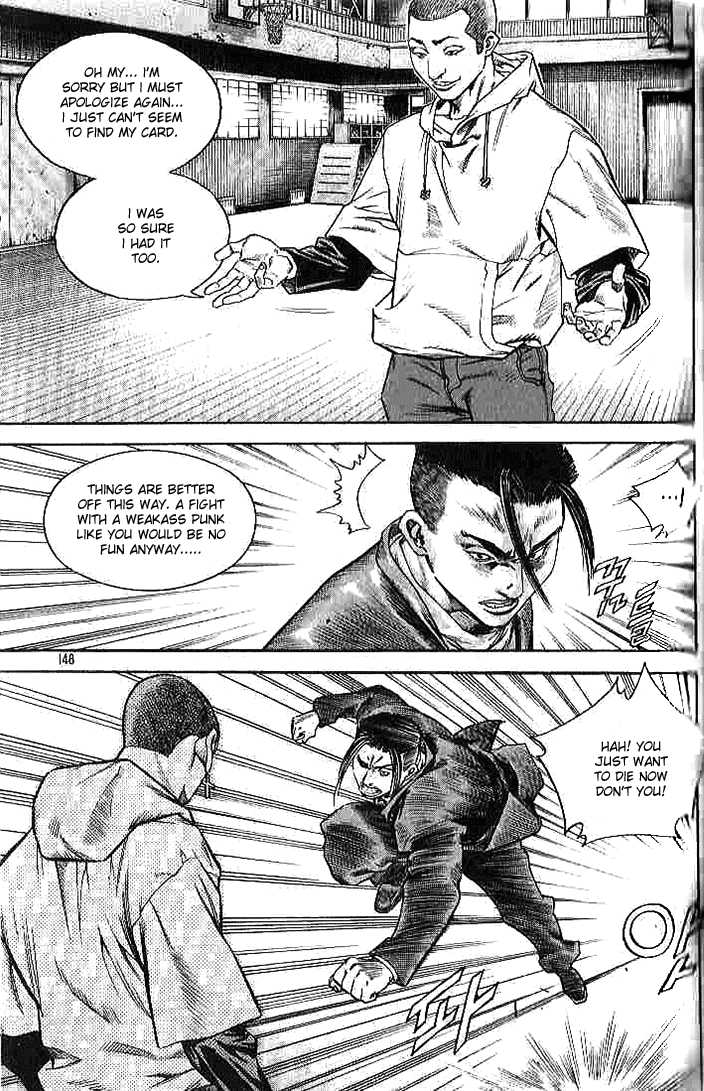 OH MY... I'M
SORRY BUT I MUST
APOLOGIZE AGAIN...
I JUST CAN'T SEEM
TO FIND MY CARD.
I WAS
SO SURE
I HAD IT
TOO.
THINGS ARE BETTER
OFF THIS WAY. A FIGHT
WITH A WEAKASS PUNK
LIKE YOU WOULD BE NO
FUN ANYWAY.....
...!
148
HAH! YOU
JUST WANT
TO DIE NOW
DON'T YOU!